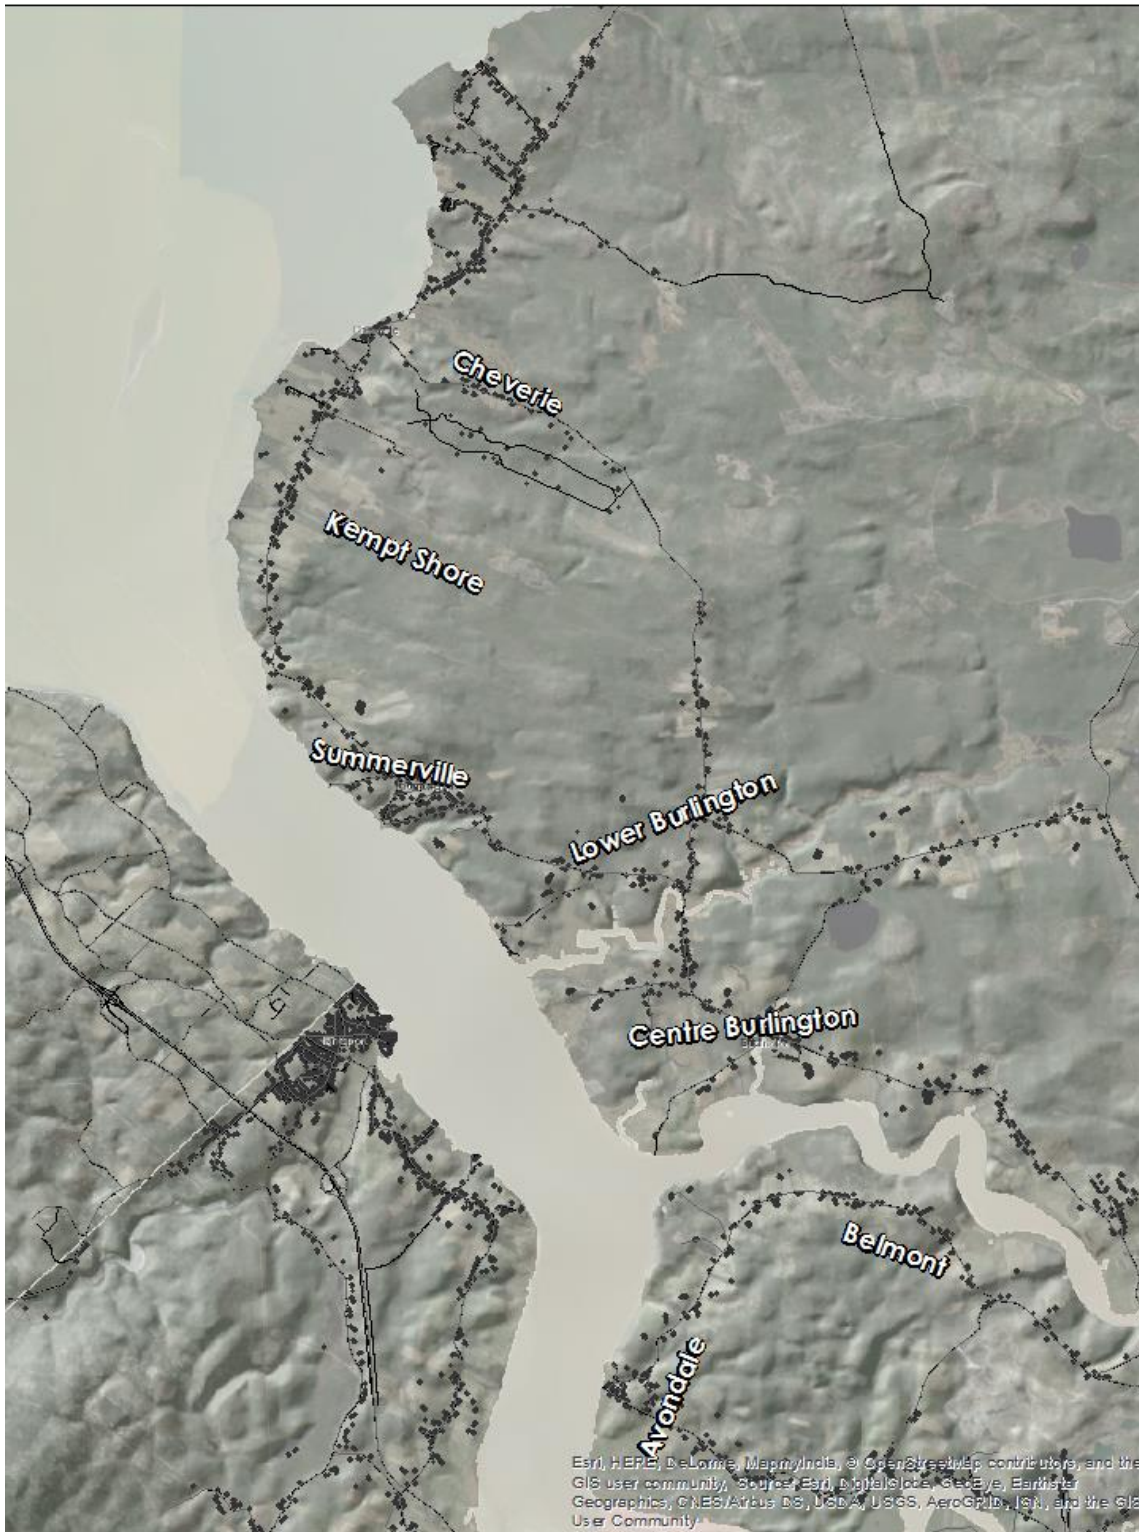 Cheverie
Kempt Shore
Summerville
Lower Burlington
Centre Burlington
Belmont
Avondale
Esri, HERE, DeLorme, MapmyIndia, © OpenStreetMap contributors, and the
GIS user community, Source: Esri, DigitalGlobe, GeoEye, Earthstar
Geographics, CNES/Airbus DS, USDA, USGS, AeroGRID, IGN, and the GIS
User Community